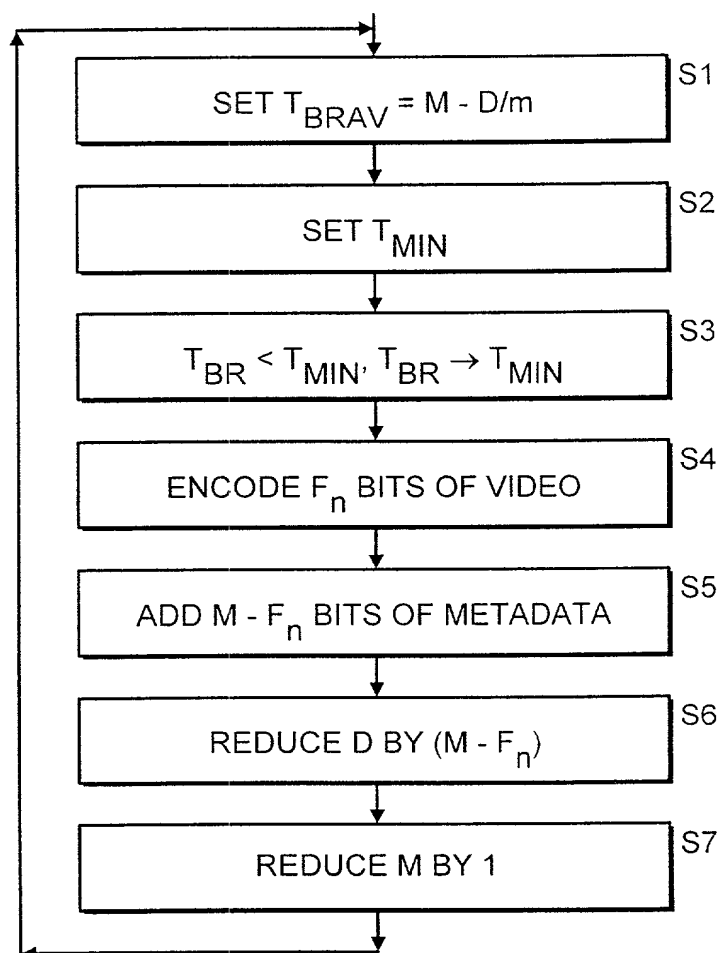 S1
SET T_BRAV = M - D/m
S2
SET T_MIN
S3
T_BR < T_MIN, T_BR → T_MIN
S4
ENCODE F_n BITS OF VIDEO
S5
ADD M - F_n BITS OF METADATA
S6
REDUCE D BY (M - F_n)
S7
REDUCE M BY 1